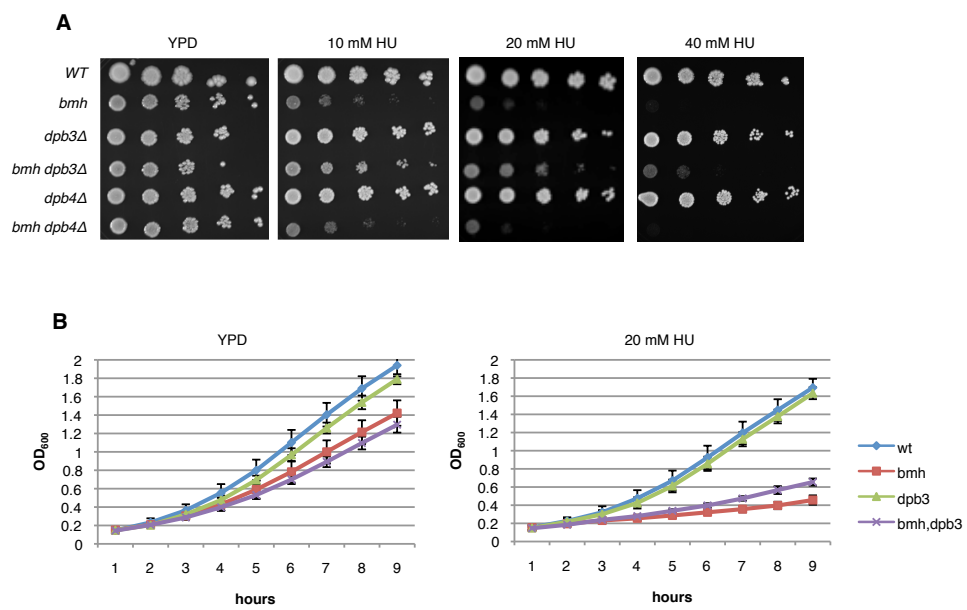 A
YPD
10 mM HU
20 mM HU
40 mM HU
WT
bmh
dpb3Δ
bmh dpb3Δ
dpb4Δ
bmh dpb4Δ
B
YPD
2
1.8
1.6
1.4
1.2
1
0.8
0.6
0.4
0.2
0
OD600
1 2 3 4 5 6 7 8 9
hours
20 mM HU
2
1.8
1.6
1.4
1.2
1
0.8
0.6
0.4
0.2
0
OD600
1 2 3 4 5 6 7 8 9
hours
wt
bmh
dpb3
bmh,dpb3